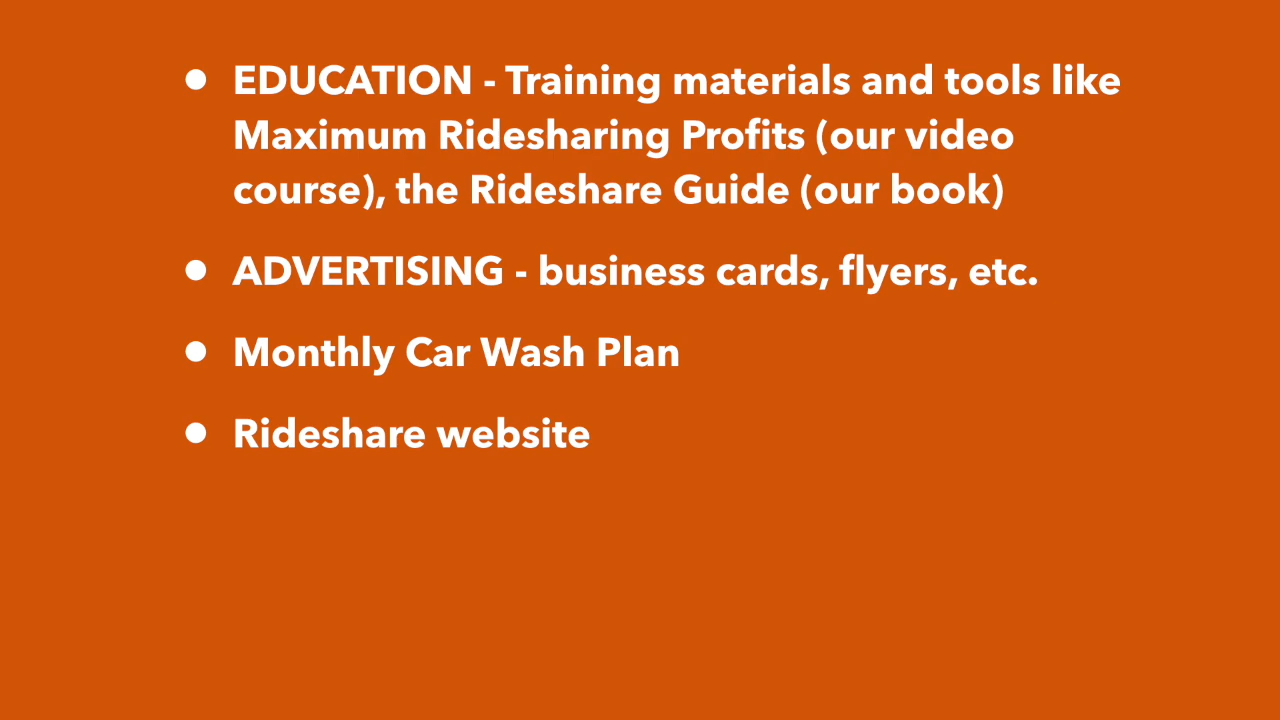 • EDUCATION - Training materials and tools like
Maximum Ridesharing Profits (our video
course), the Rideshare Guide (our book)
• ADVERTISING - business cards, flyers, etc.
• Monthly Car Wash Plan
• Rideshare website